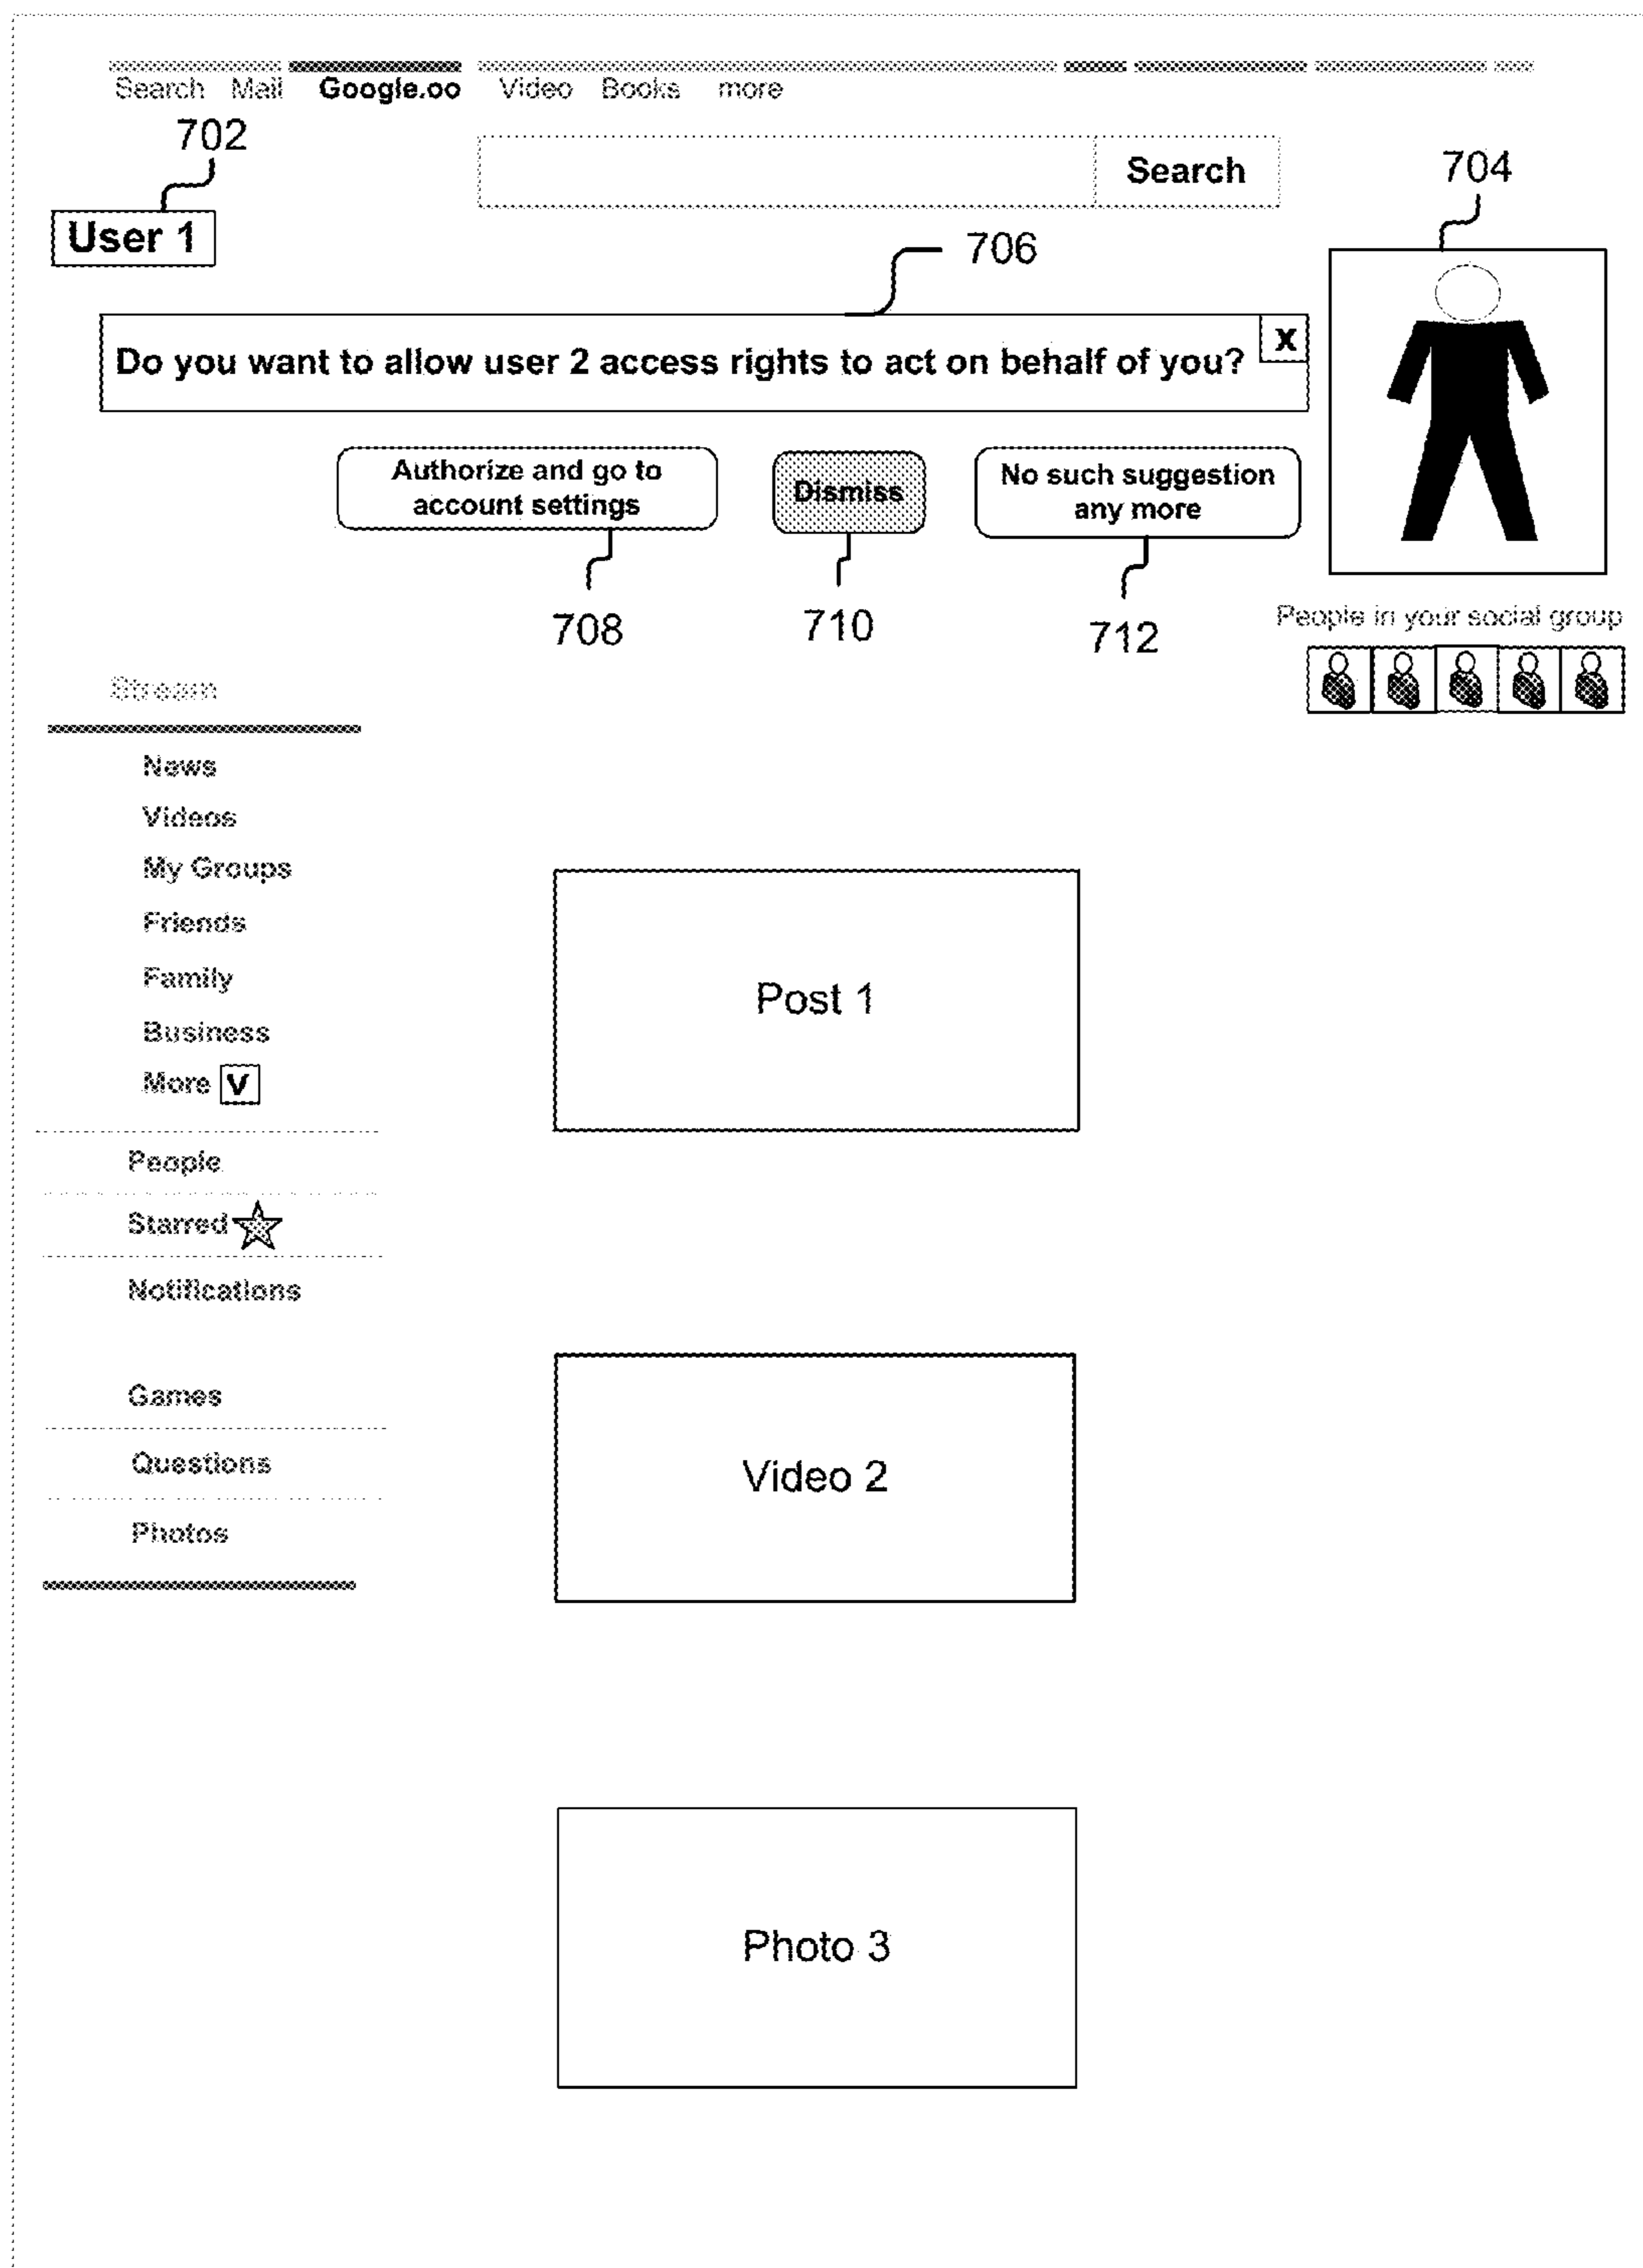 Search Mail Google.oo Video Books more
702
Search
704
User 1
706
Do you want to allow user 2 access rights to act on behalf of you? X
Authorize and go to
account settings
Dismiss
No such suggestion
any more
708
710
712
People in your social group
Stream
News
Videos
My Groups
Friends
Family
Business
More V
People
Starred
Notifications
Games
Questions
Photos
Post 1
Video 2
Photo 3